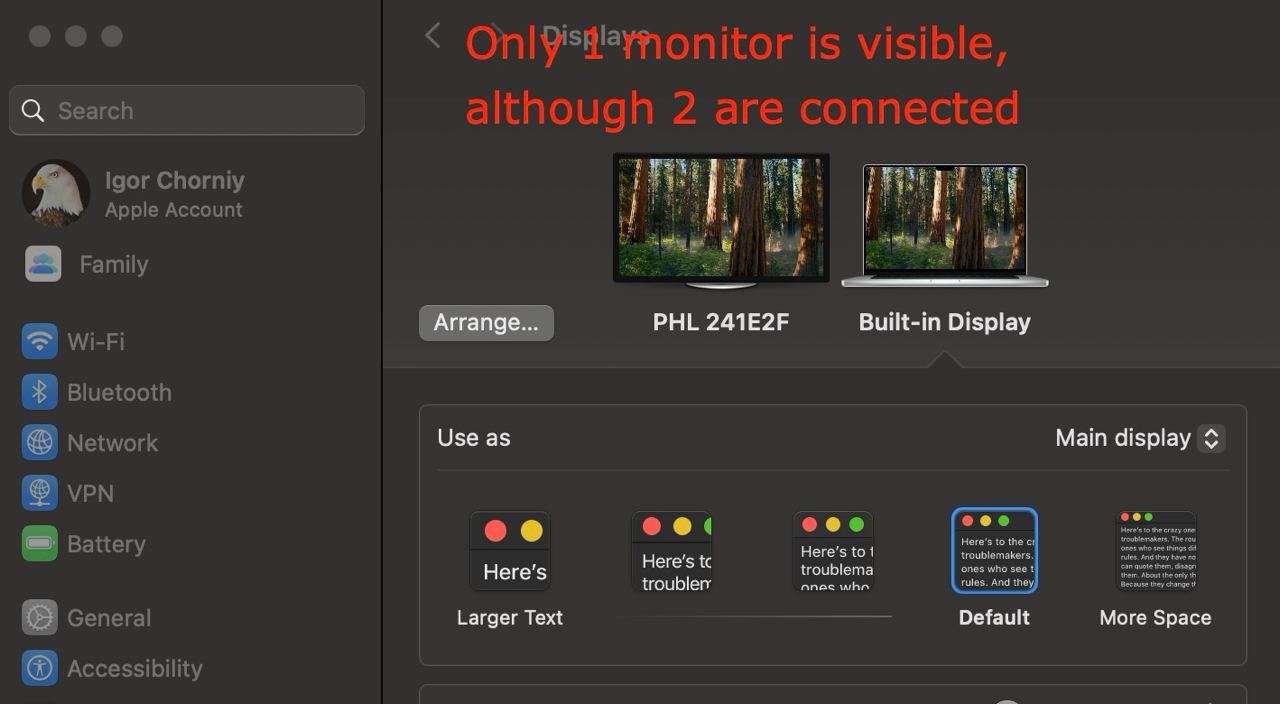 Displays
Only 1 monitor is visible,
although 2 are connected
Search
Igor Chorniy
Apple Account
Family
Wi-Fi
Bluetooth
Network
VPN
Battery
General
Accessibility
Arrange...
PHL 241E2F
Built-in Display
Use as
Main display
Here's
Larger Text
Here's to
troublem
Here's to t
troublema
ones who
Here's to the cr
troublemakers.
ones who see t
rules. And they
Default
Here's to the crazy one
troublemakers. The rou
ones who see things dif
rules. And they have no
can quote them, disagr
them. About the only th
Because they change t
More Space